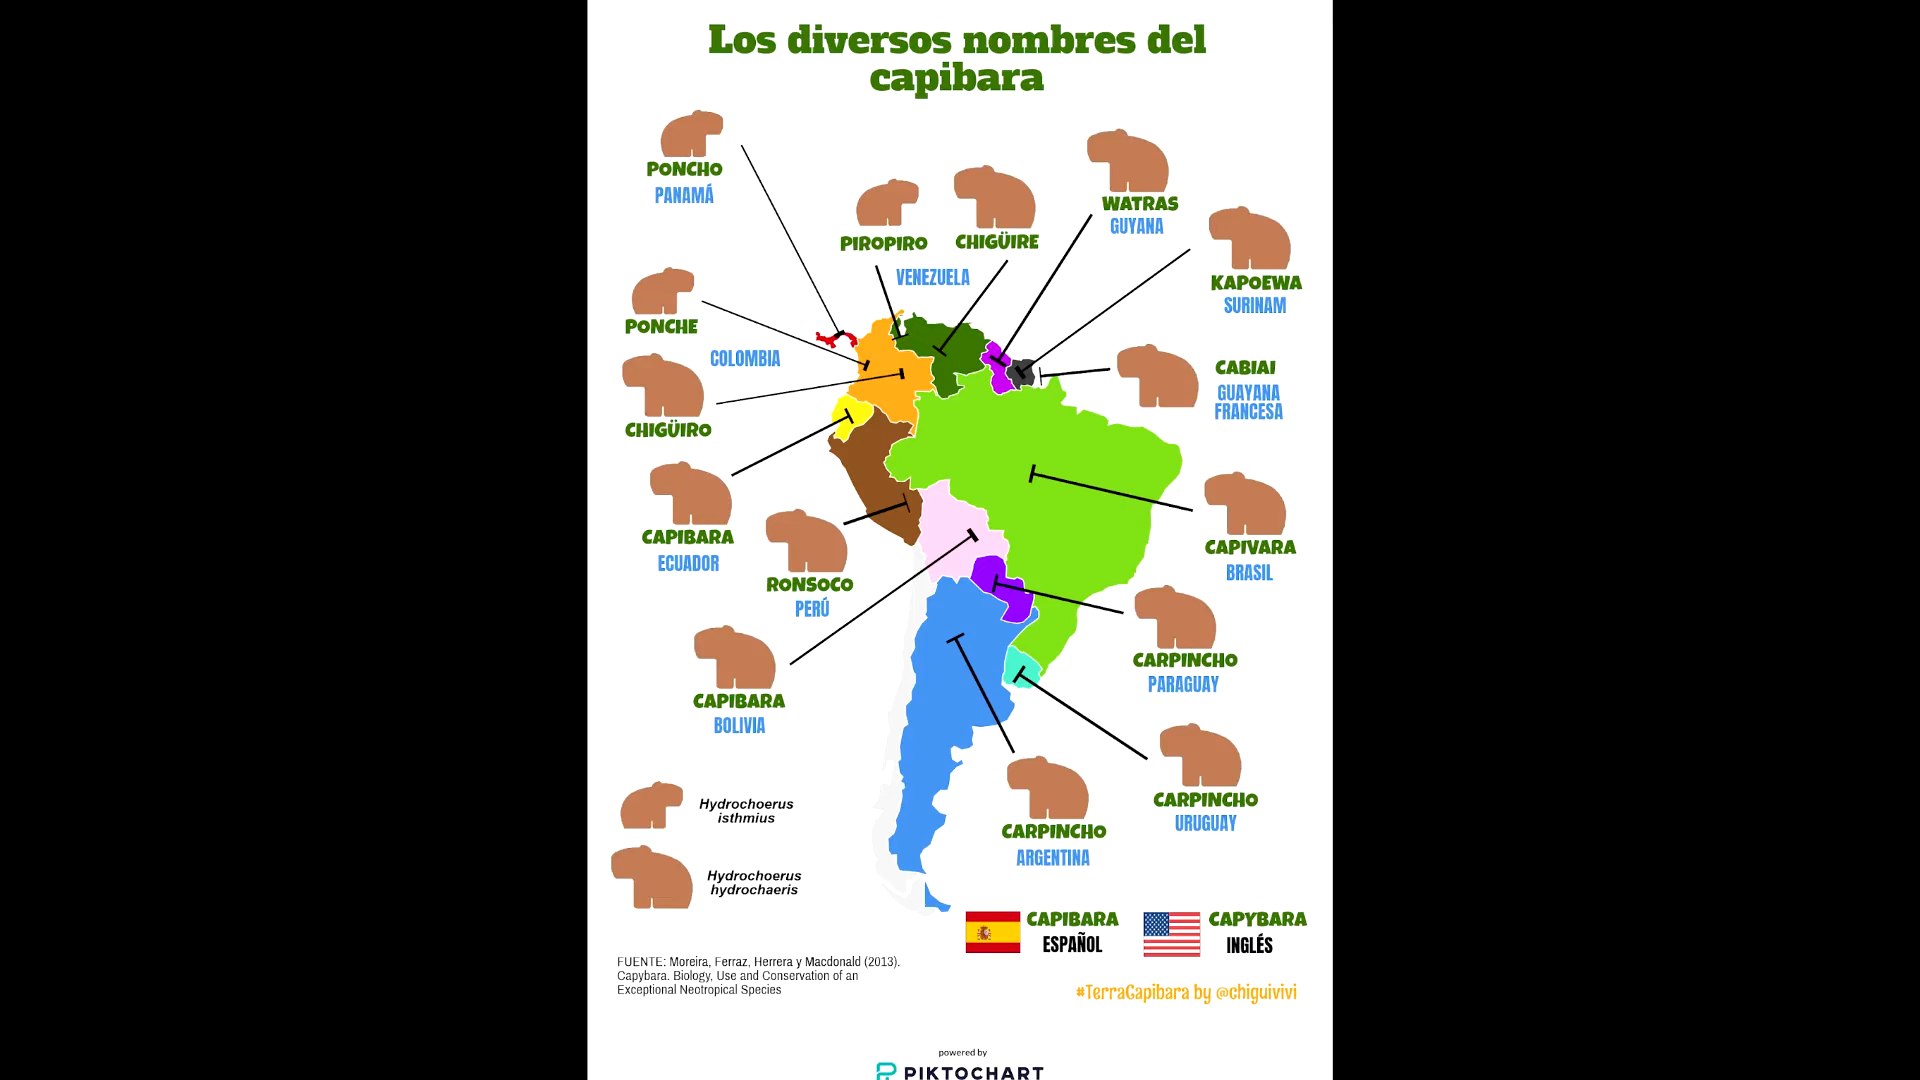 Los diversos nombres del
capibara
PONCHO
PANAMÁ
PIROPIRO
CHIGÜIRE
VENEZUELA
WATRAS
GUYANA
KAPOEWA
SURINAM
PONCHE
COLOMBIA
CHIGÜIRO
CABIAI
GUAYANA
FRANCESA
CAPIBARA
ECUADOR
RONSOCO
PERÚ
CAPIVARA
BRASIL
CAPIBARA
BOLIVIA
CARPINCHO
PARAGUAY
CARPINCHO
URUGUAY
CARPINCHO
ARGENTINA
Hydrochoerus
isthmius
Hydrochoerus
hydrochaeris
CAPIBARA
ESPAÑOL
CAPYBARA
INGLÉS
FUENTE: Moreira, Ferraz, Herrera y Macdonald (2013).
Capybara. Biology, Use and Conservation of an
Exceptional Neotropical Species
#TerraCapibara by @chiguivivi
powered by
PIKTOCHART